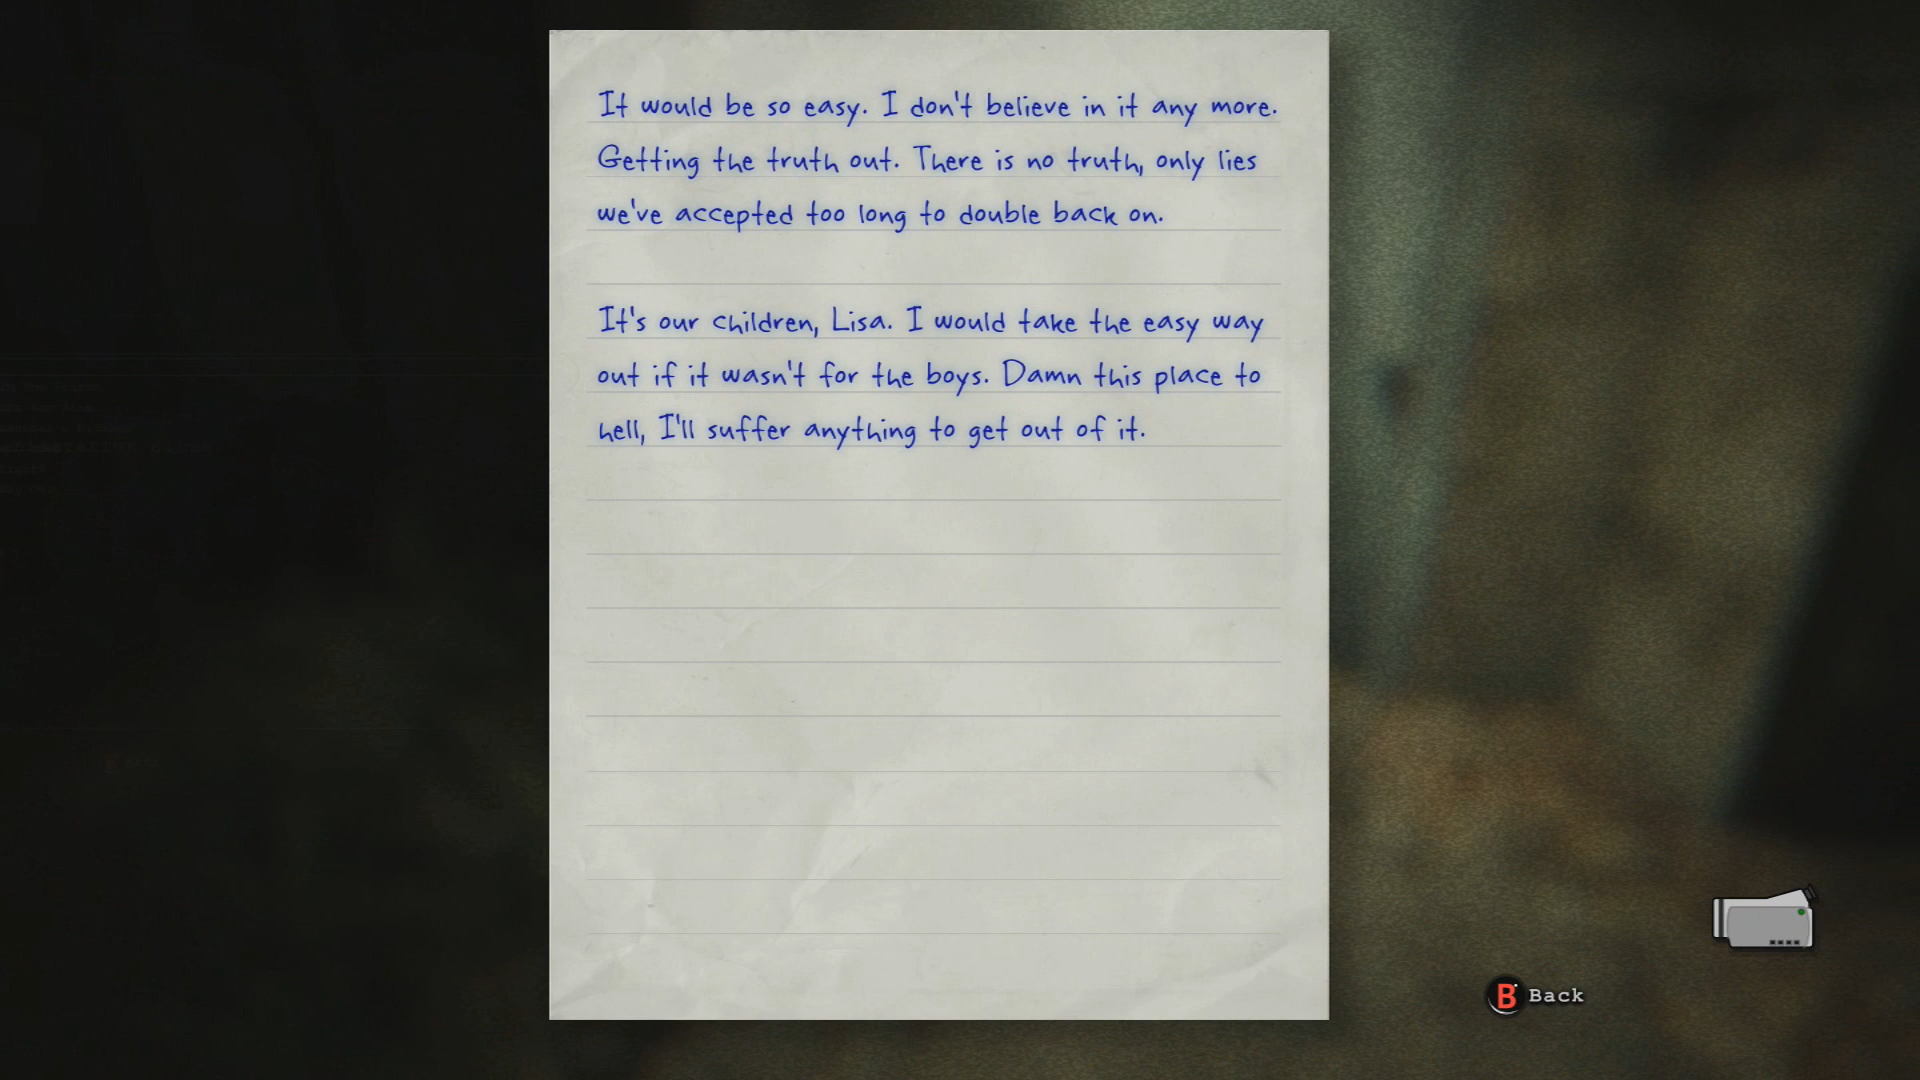 It would be so easy. I don't believe in it any more.
Getting the truth out. There is no truth, only lies
we've accepted too long to double back on.
It's our children, Lisa. I would take the easy way
out if it wasn't for the boys. Damn this place to
hell, I'll suffer anything to get out of it.
B Back